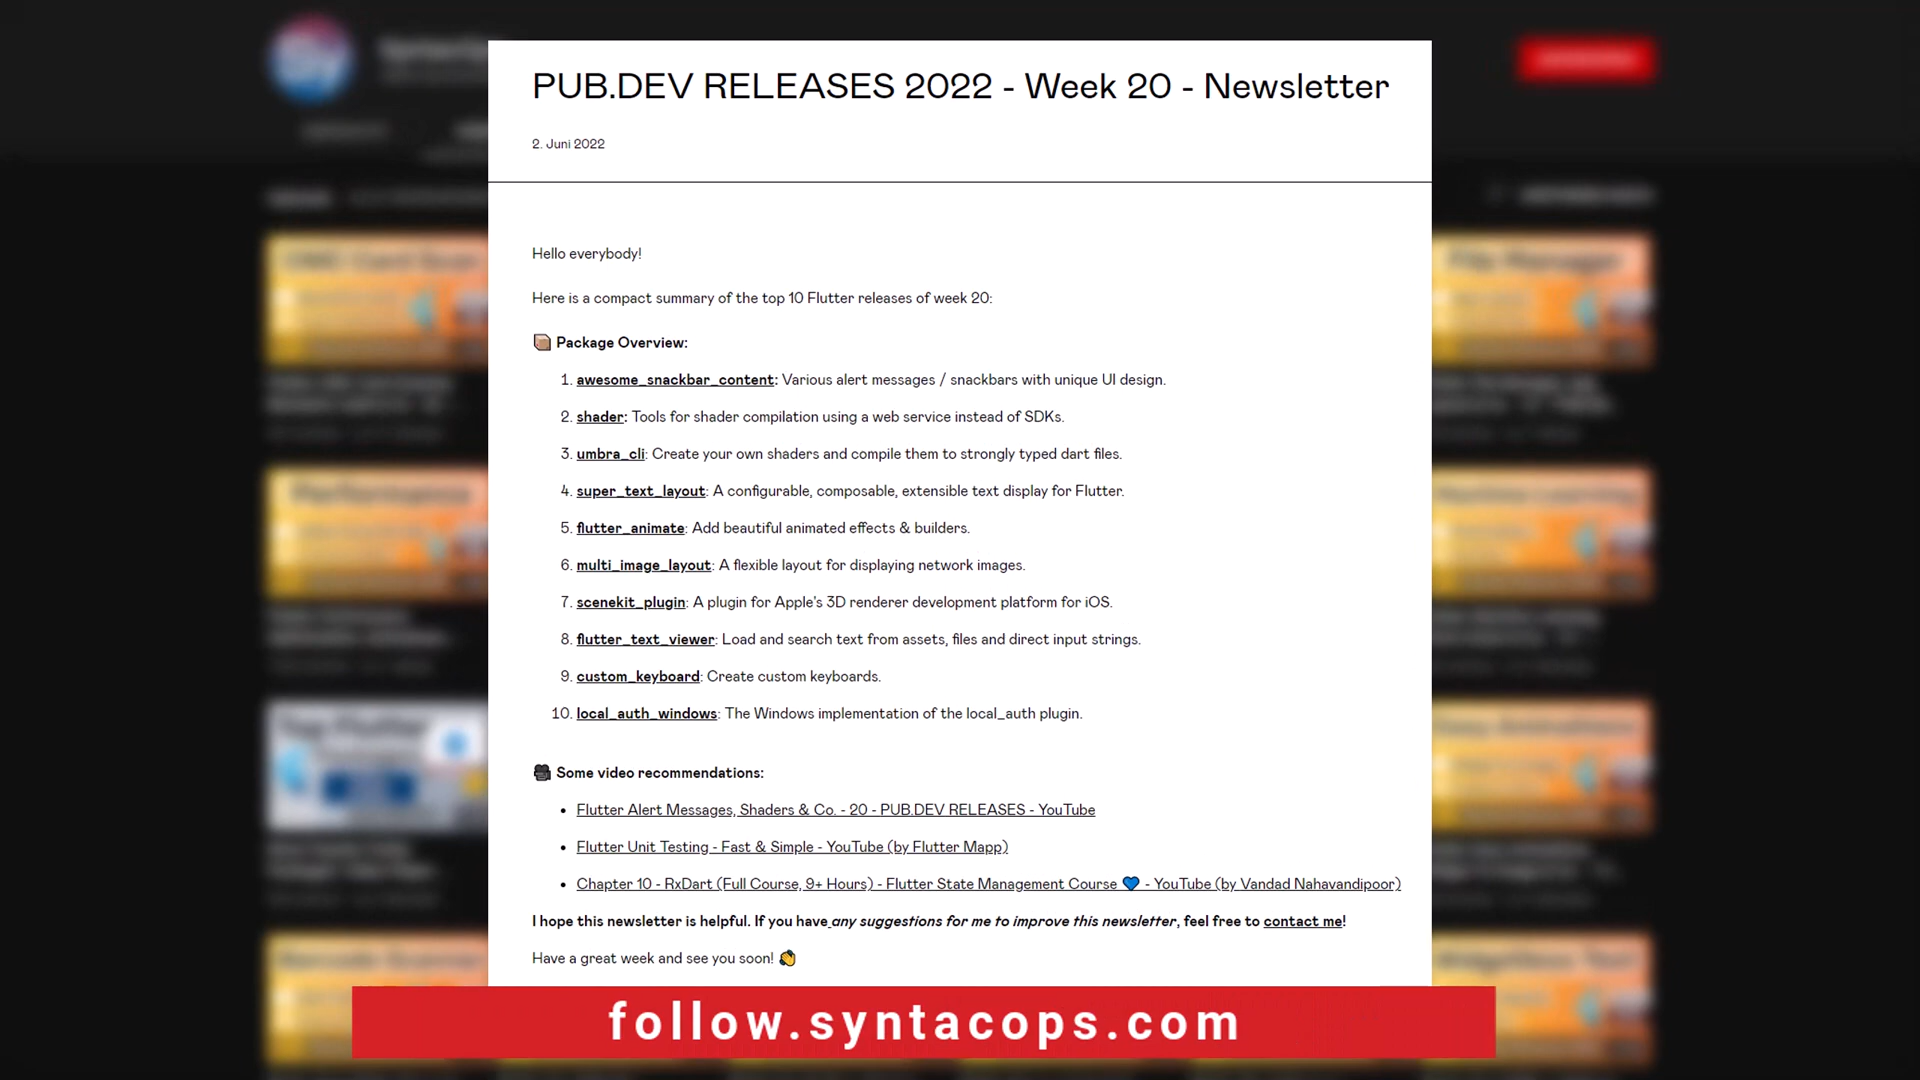 PUB.DEV RELEASES 2022 - Week 20 - Newsletter
2. Juni 2022
Hello everybody!
Here is a compact summary of the top 10 Flutter releases of week 20:
📦 Package Overview:
1. awesome_snackbar_content: Various alert messages / snackbars with unique UI design.
2. shader: Tools for shader compilation using a web service instead of SDKs.
3. umbra_cli: Create your own shaders and compile them to strongly typed dart files.
4. super_text_layout: A configurable, composable, extensible text display for Flutter.
5. flutter_animate: Add beautiful animated effects & builders.
6. multi_image_layout: A flexible layout for displaying network images.
7. scenekit_plugin: A plugin for Apple's 3D renderer development platform for iOS.
8. flutter_text_viewer: Load and search text from assets, files and direct input strings.
9. custom_keyboard: Create custom keyboards.
10. local_auth_windows: The Windows implementation of the local_auth plugin.
🎥 Some video recommendations:
• Flutter Alert Messages, Shaders & Co. - 20 - PUB.DEV RELEASES - YouTube
• Flutter Unit Testing - Fast & Simple - YouTube (by Flutter Mapp)
• Chapter 10 - RxDart (Full Course, 9+ Hours) - Flutter State Management Course 💙 - YouTube (by Vandad Nahavandipoor)
I hope this newsletter is helpful. If you have any suggestions for me to improve this newsletter, feel free to contact me!
Have a great week and see you soon! 👋
follow.syntacops.com
Performance
File Manager